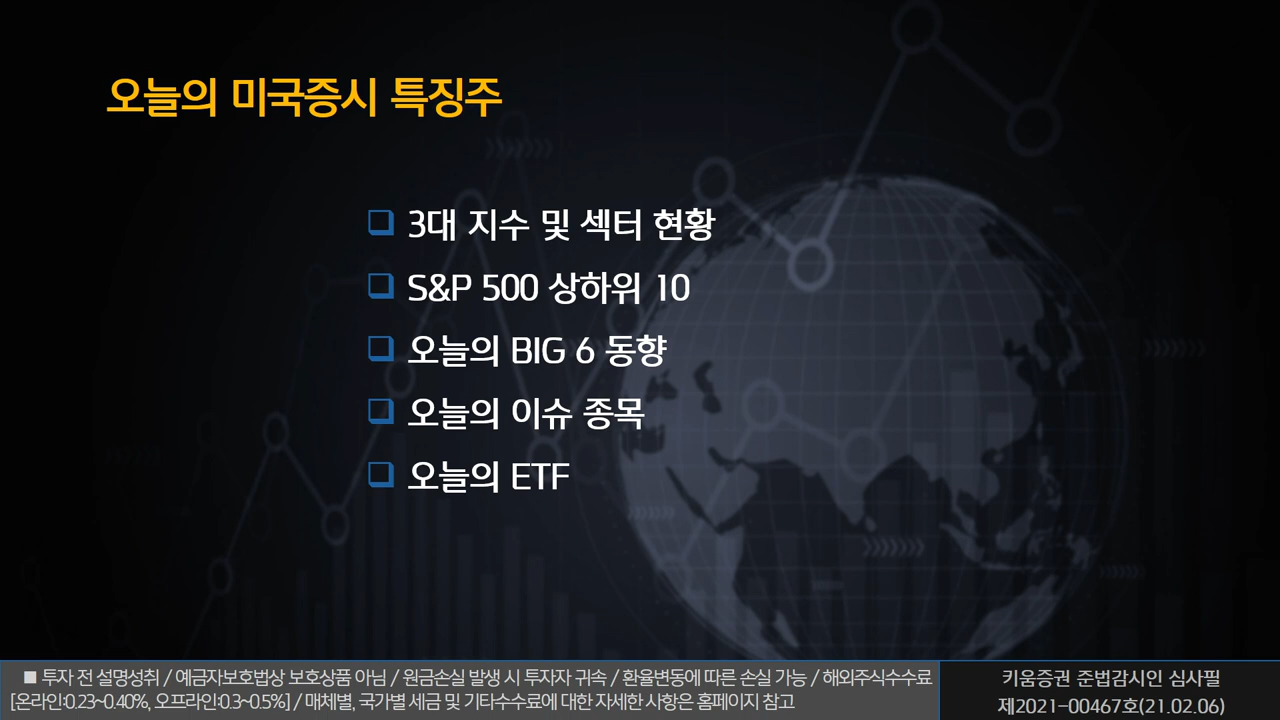 오늘의 미국증시 특징주
❑ 3대 지수 및 섹터 현황
❑ S&P 500 상하위 10
❑ 오늘의 BIG 6 동향
❑ 오늘의 이슈 종목
❑ 오늘의 ETF
■ 투자 전 설명성취 / 예금자보호법상 보호상품 아님 / 원금손실 발생 시 투자자 귀속 / 환율변동에 따른 손실 가능 / 해외주식수수료
[온라인:0.23~0.40%, 오프라인:0.3~0.5%] / 매체별, 국가별 세금 및 기타수수료에 대한 자세한 사항은 홈페이지 참고
키움증권 준법감시인 심사필
제2021-00467호(21.02.06)